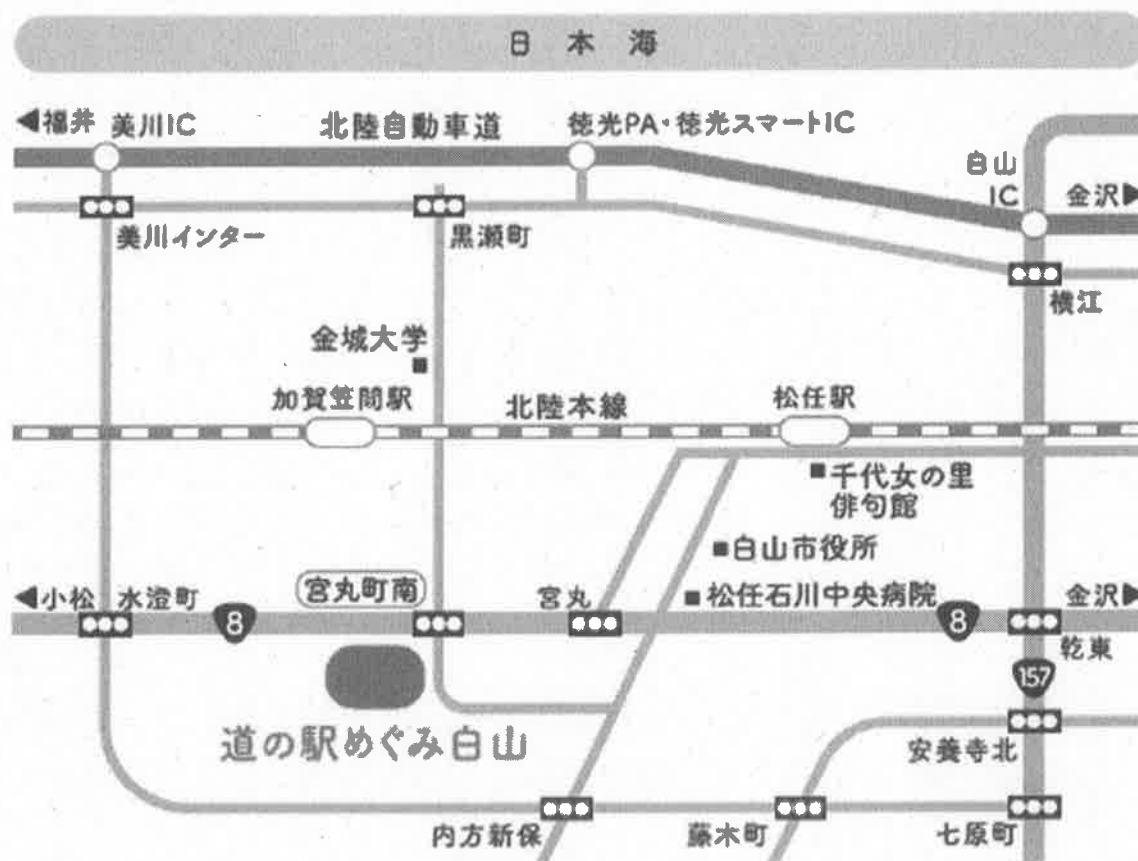 日本海
◀福井
美川IC
北陸自動車道
徳光PA・徳光スマートIC
白山
IC
金沢▶
美川インター
黒瀬町
横江
金城大学
加賀笠間駅
北陸本線
松任駅
千代女の里
俳句館
白山市役所
◀小松
水澄町
宮丸町南
宮丸
松任石川中央病院
金沢▶
8
8
乾東
157
道の駅めぐみ白山
安養寺北
内方新保
藤木町
七原町